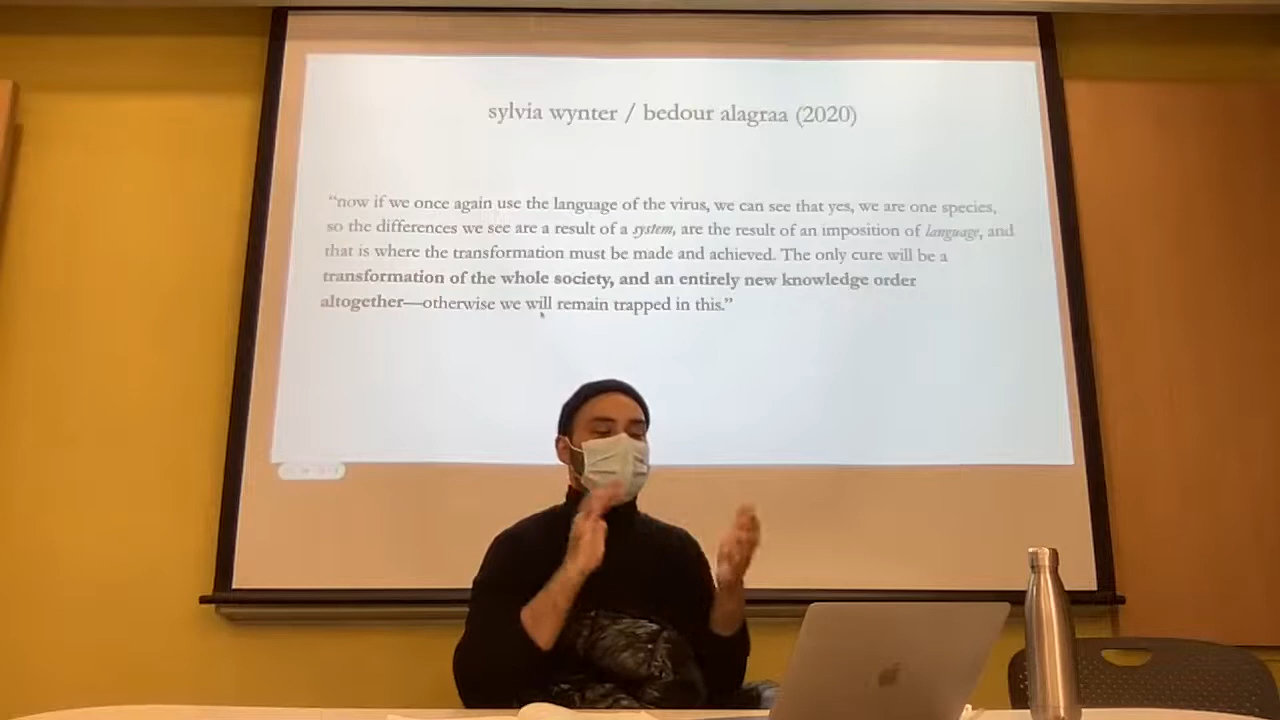 sylvia wynter / bedour alagraa (2020)
“now if we once again use the language of the virus, we can see that yes, we are one species,
so the differences we see are a result of a system, are the result of an imposition of language, and
that is where the transformation must be made and achieved. The only cure will be a
transformation of the whole society, and an entirely new knowledge order
altogether—otherwise we will remain trapped in this.”